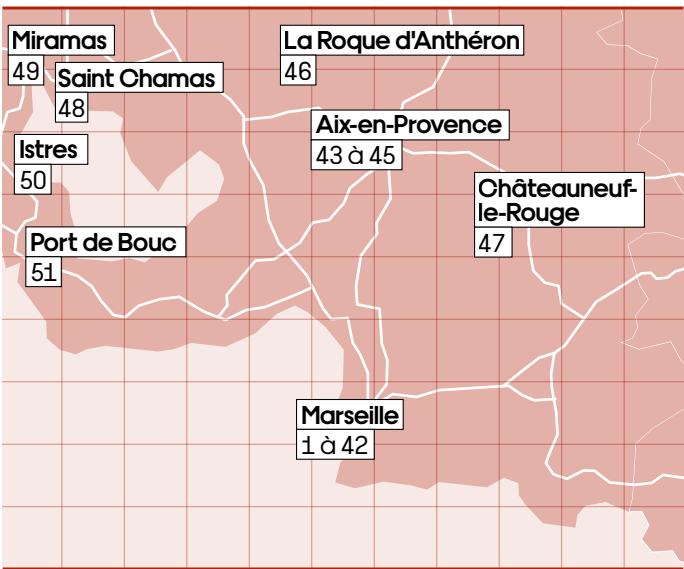 Miramas
49
Saint Chamas
48
La Roque d'Anthéron
46
Aix-en-Provence
43 à 45
Istres
50
Châteauneuf-
le-Rouge
47
Port de Bouc
51
Marseille
1 à 42